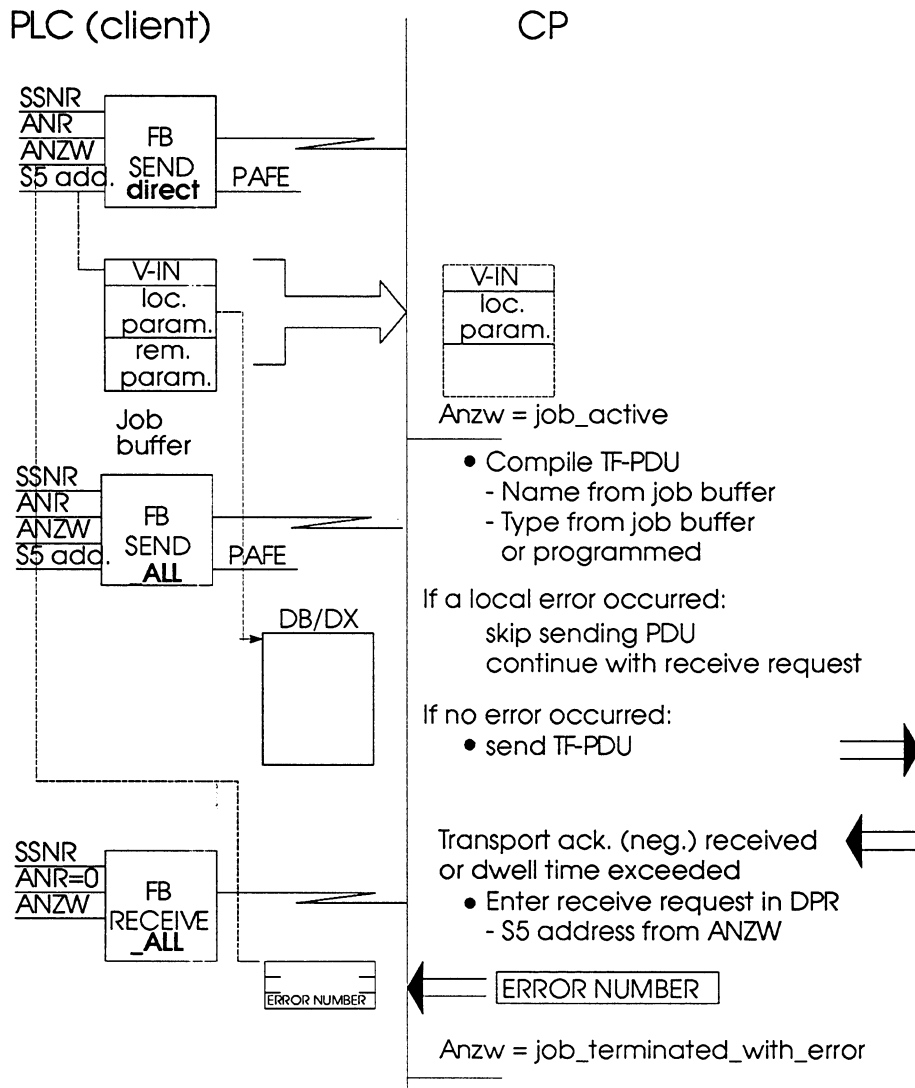 PLC (client)
CP
SSNR
ANR
ANZW
S5 add.
FB
SEND
direct
PAFE
V-IN
loc.
param.
rem.
param.
Job
buffer
V-IN
loc.
param.
Anzw = job_active
• Compile TF-PDU
- Name from job buffer
- Type from job buffer
or programmed
SSNR
ANR
ANZW
S5 add.
FB
SEND
_ALL
PAFE
DB/DX
If a local error occurred:
skip sending PDU
continue with receive request
If no error occurred:
• send TF-PDU
SSNR
ANR=0
ANZW
FB
RECEIVE
_ALL
Transport ack. (neg.) received
or dwell time exceeded
• Enter receive request in DPR
- S5 address from ANZW
ERROR NUMBER
ERROR NUMBER
Anzw = job_terminated_with_error